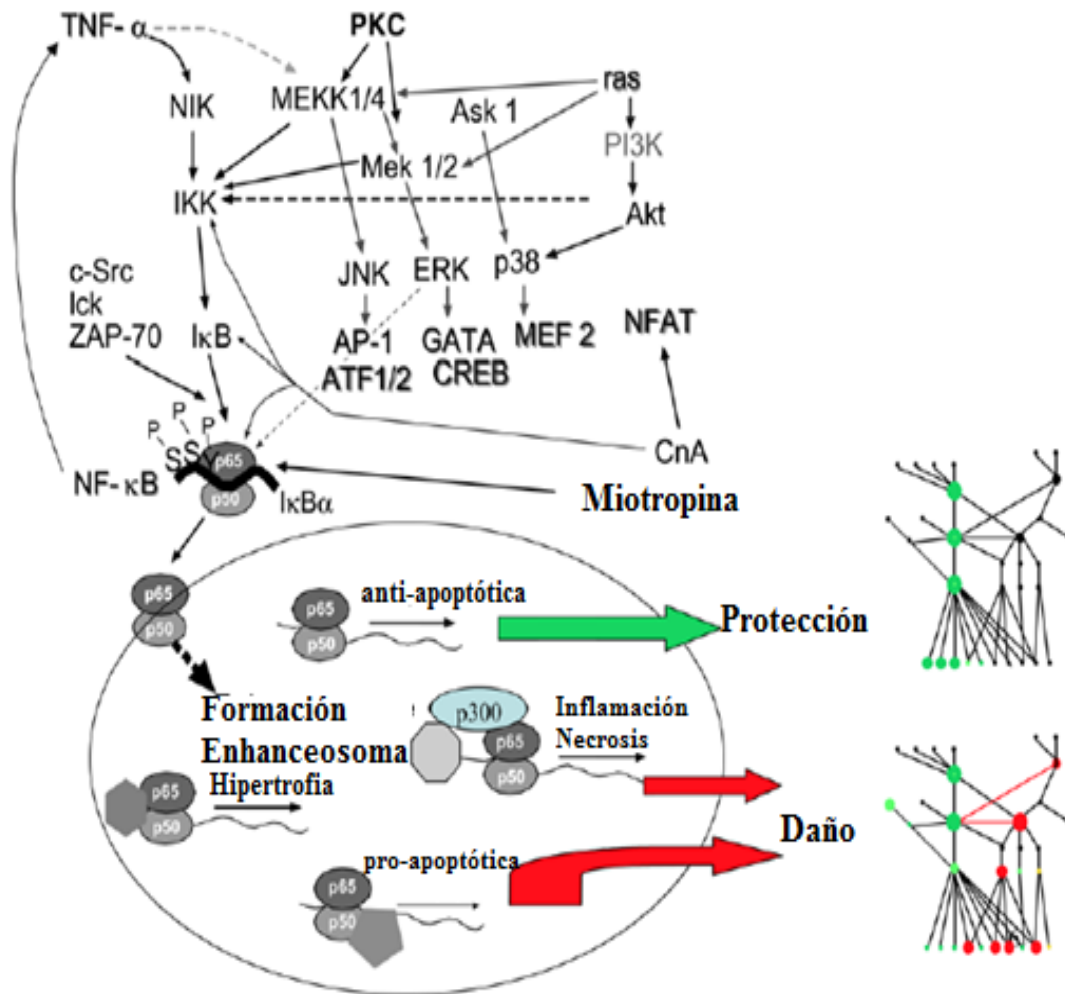 TNF- α
PKC
NIK
MEKK1/4
Ask 1
ras
Mek 1/2
PI3K
IKK
Akt
c-Src
lck
ZAP-70
IκB
JNK
ERK
p38
AP-1
ATF1/2
GATA
CREB
MEF 2
NFAT
P
P
P
S
S
Y
p65
p50
NF- κB
IκBα
CnA
Miotropina
p65
p50
p65
p50
anti-apoptótica
Protección
Formación
Enhanceosoma
p300
p65
p50
Inflamación
Necrosis
p65
p50
Hipertrofia
Daño
p65
p50
pro-apoptótica